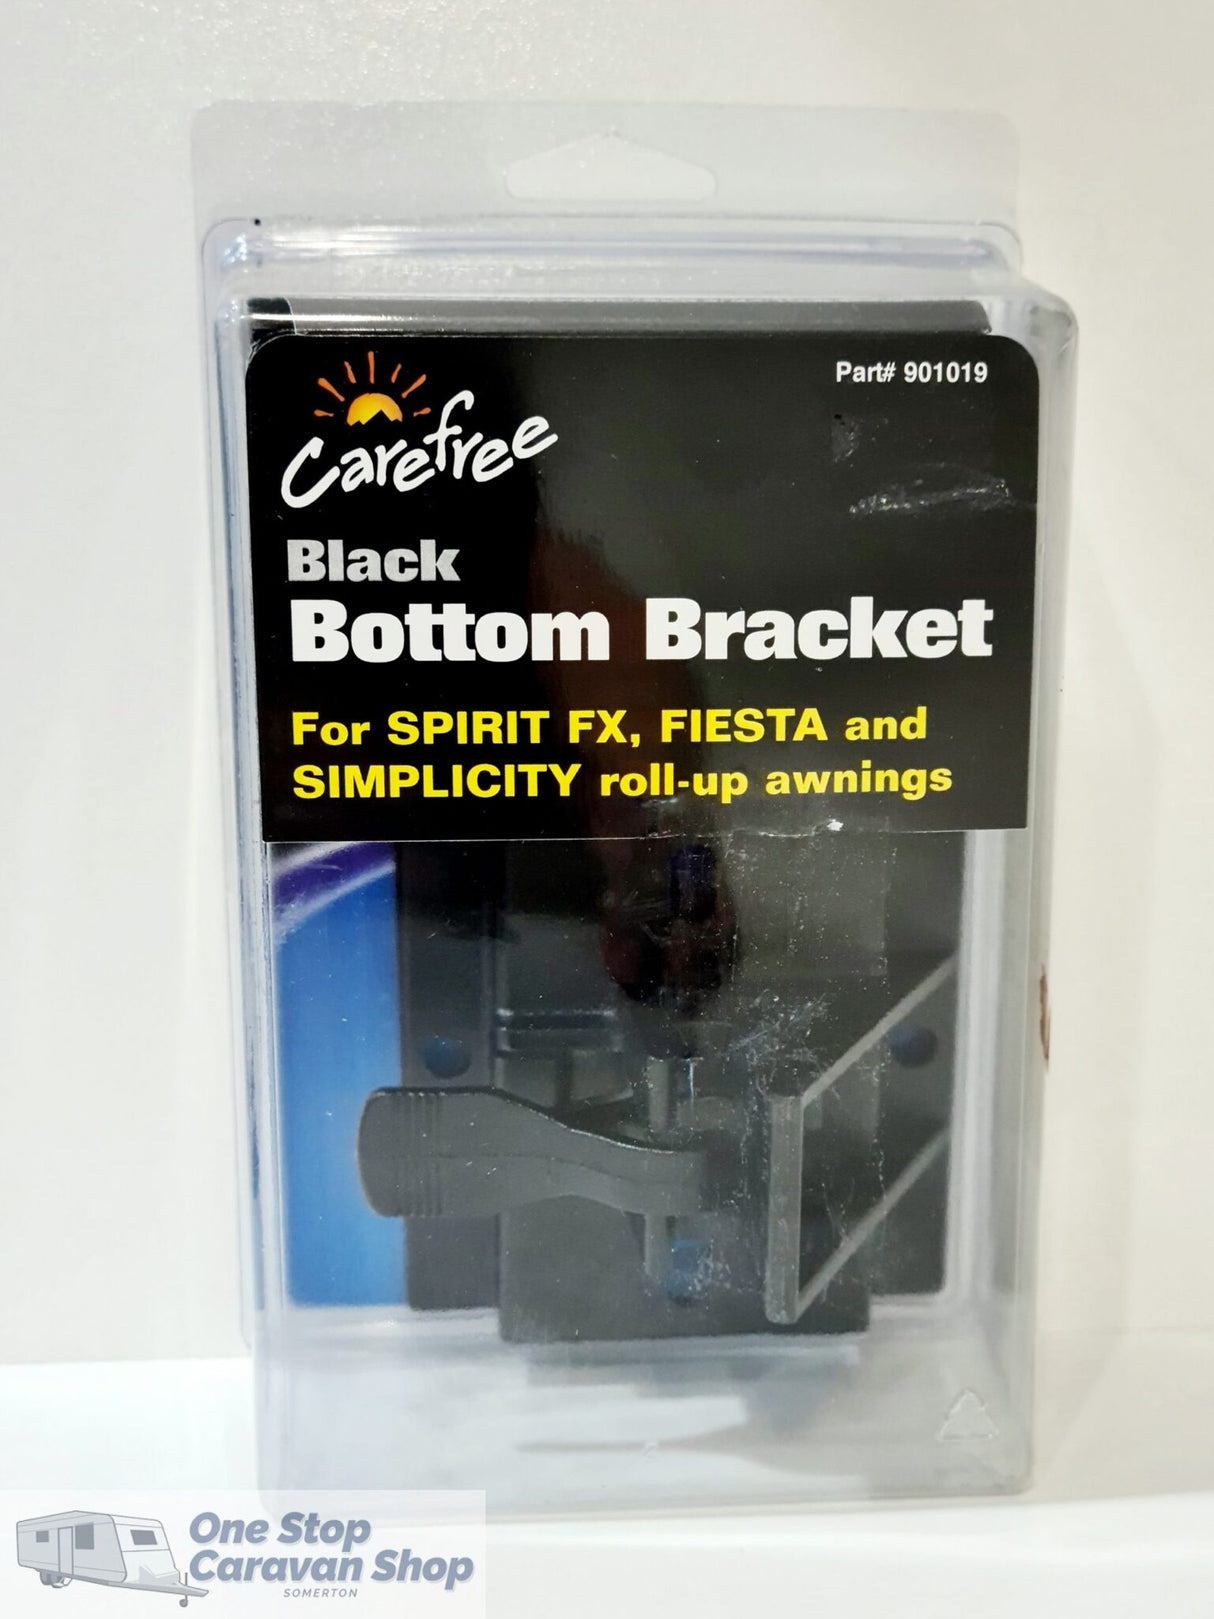 Part# 901019
Carefree
Black
Bottom Bracket
For SPIRIT FX, FIESTA and
SIMPLICITY roll-up awnings
One Stop
Caravan Shop
SOMERTON